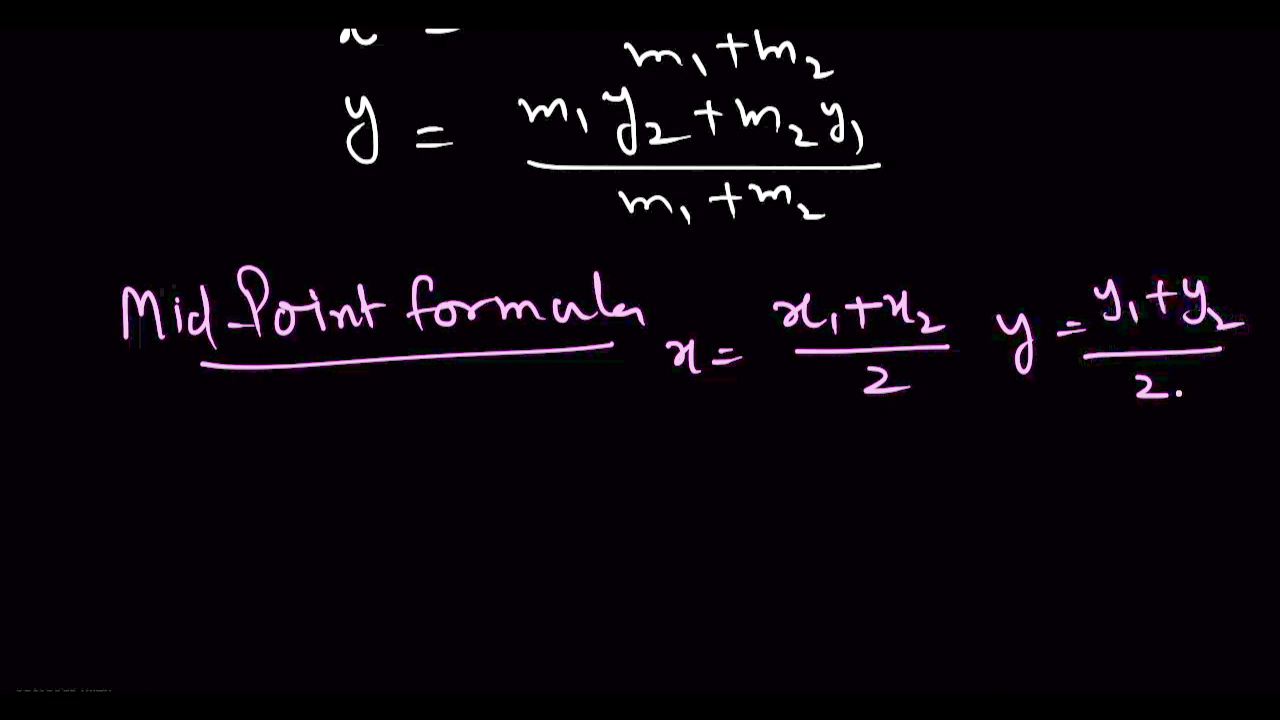 x =
m₁+m₂
y = m₁y₂+m₂y₁
m₁+m₂
Mid Point formula x = x₁+x₂ / 2 y = y₁+y₂ / 2.